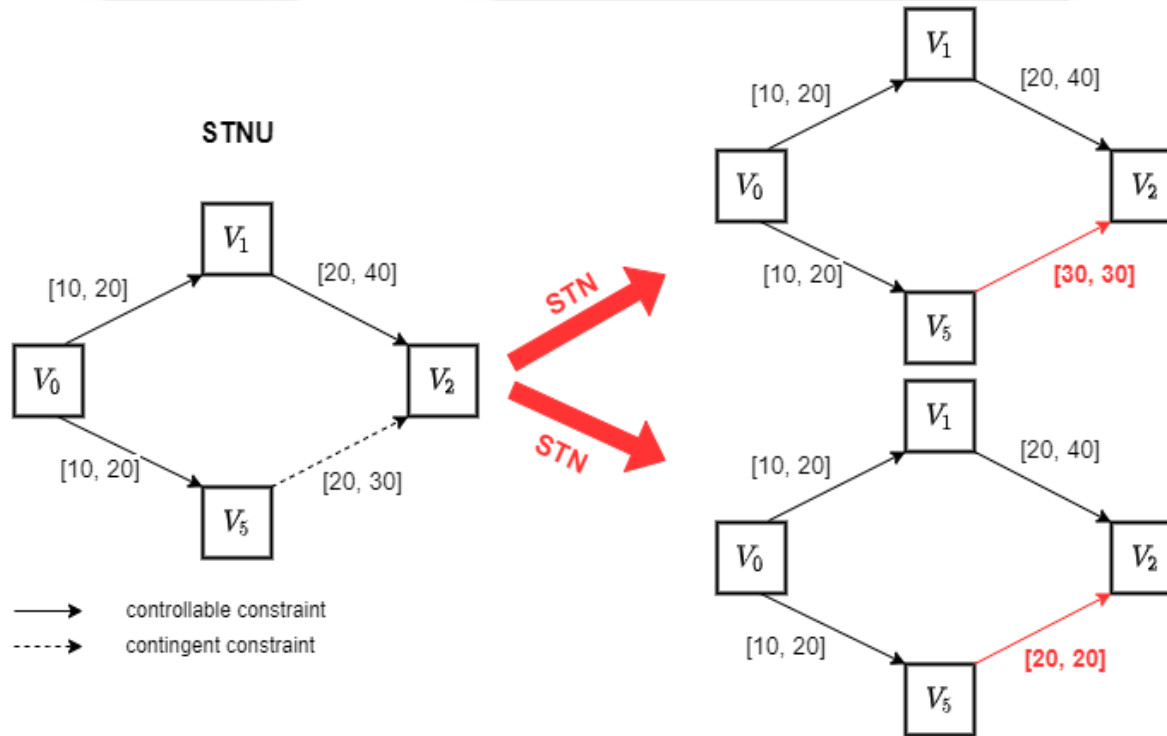 STNU
V0
V1
V2
V5
[10, 20]
[20, 40]
[10, 20]
[20, 30]
controllable constraint
contingent constraint
STN
STN
V1
[10, 20]
[20, 40]
V0
V2
[10, 20]
[30, 30]
V5
V1
[10, 20]
[20, 40]
V0
V2
[10, 20]
[20, 20]
V5